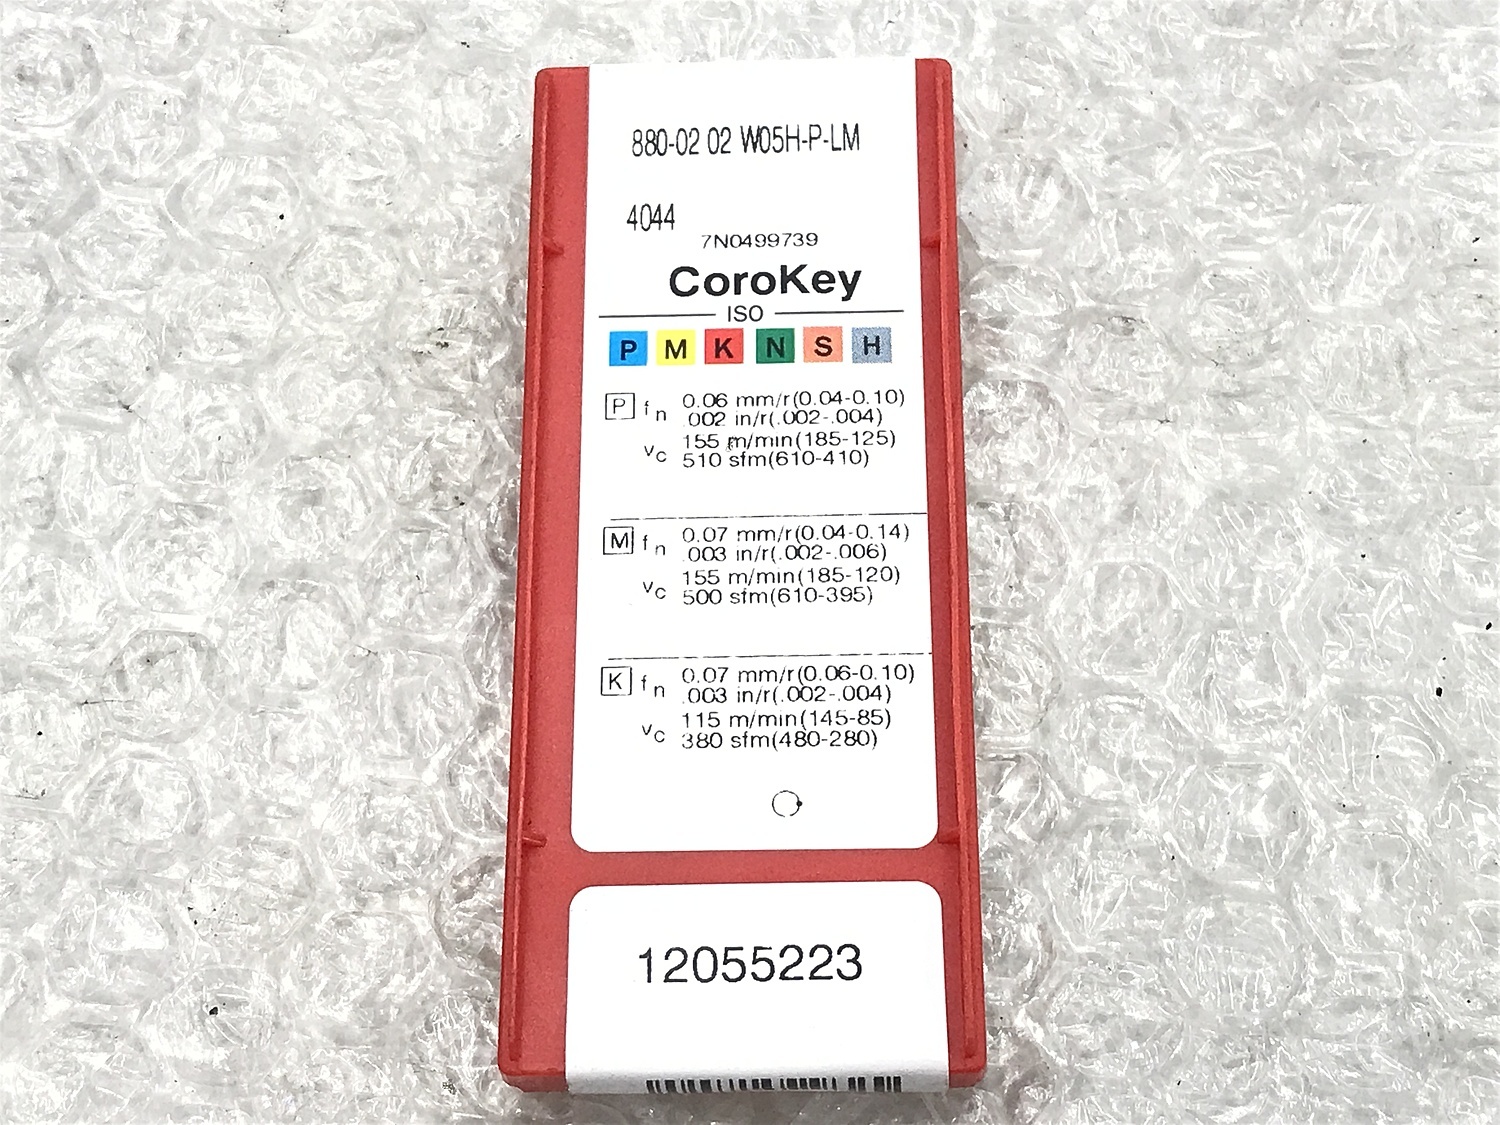 880-02 02 W05H-P-LM
4044
7N0499739
CoroKey
ISO
P M K N S H
P fn 0.06 mm/r(0.04-0.10)
.002 in/r(.002-.004)
vc 155 m/min(185-125)
510 sfm(610-410)
M fn 0.07 mm/r(0.04-0.14)
.003 in/r(.002-.006)
vc 155 m/min(185-120)
500 sfm(610-395)
K fn 0.07 mm/r(0.06-0.10)
.003 in/r(.002-.004)
vc 115 m/min(145-85)
380 sfm(480-280)
12055223